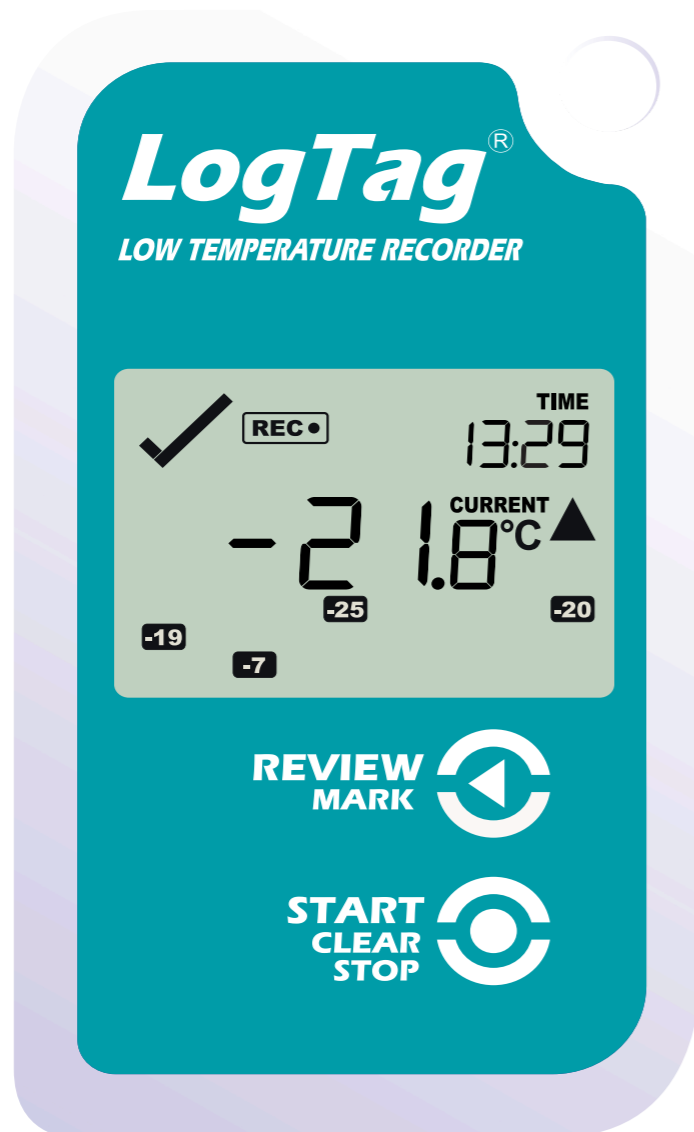 LogTag®
LOW TEMPERATURE RECORDER
TIME
REC
13:29
CURRENT
-21.8°C
-25
-20
-19
-7
REVIEW
MARK
START
CLEAR
STOP